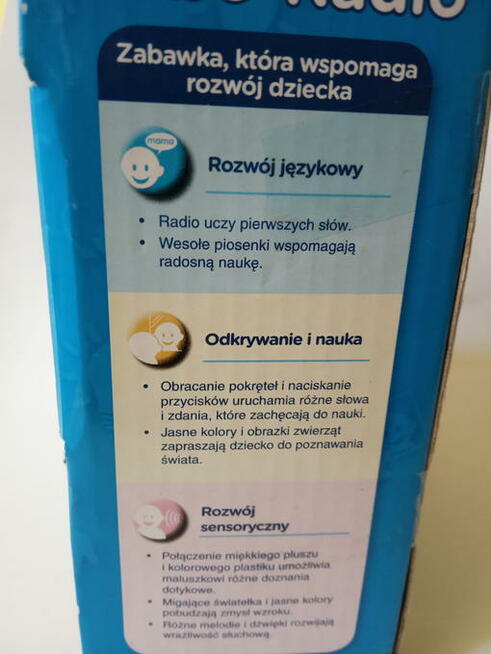 Radio
Zabawka, która wspomaga
rozwój dziecka
mama
Rozwój językowy
• Radio uczy pierwszych słów.
• Wesołe piosenki wspomagają
radosną naukę.
Odkrywanie i nauka
• Obracanie pokręteł i naciskanie
przycisków uruchamia różne słowa
i zdania, które zachęcają do nauki.
• Jasne kolory i obrazki zwierząt
zapraszają dziecko do poznawania
świata.
Rozwój
sensoryczny
• Połączenie miękkiego pluszu
i kolorowego plastiku umożliwia
maluszkowi różne doznania
dotykowe.
• Migające światełka i jasne kolory
pobudzają zmysł wzroku.
• Różne melodie i dźwięki rozwijają
wrażliwość słuchową.